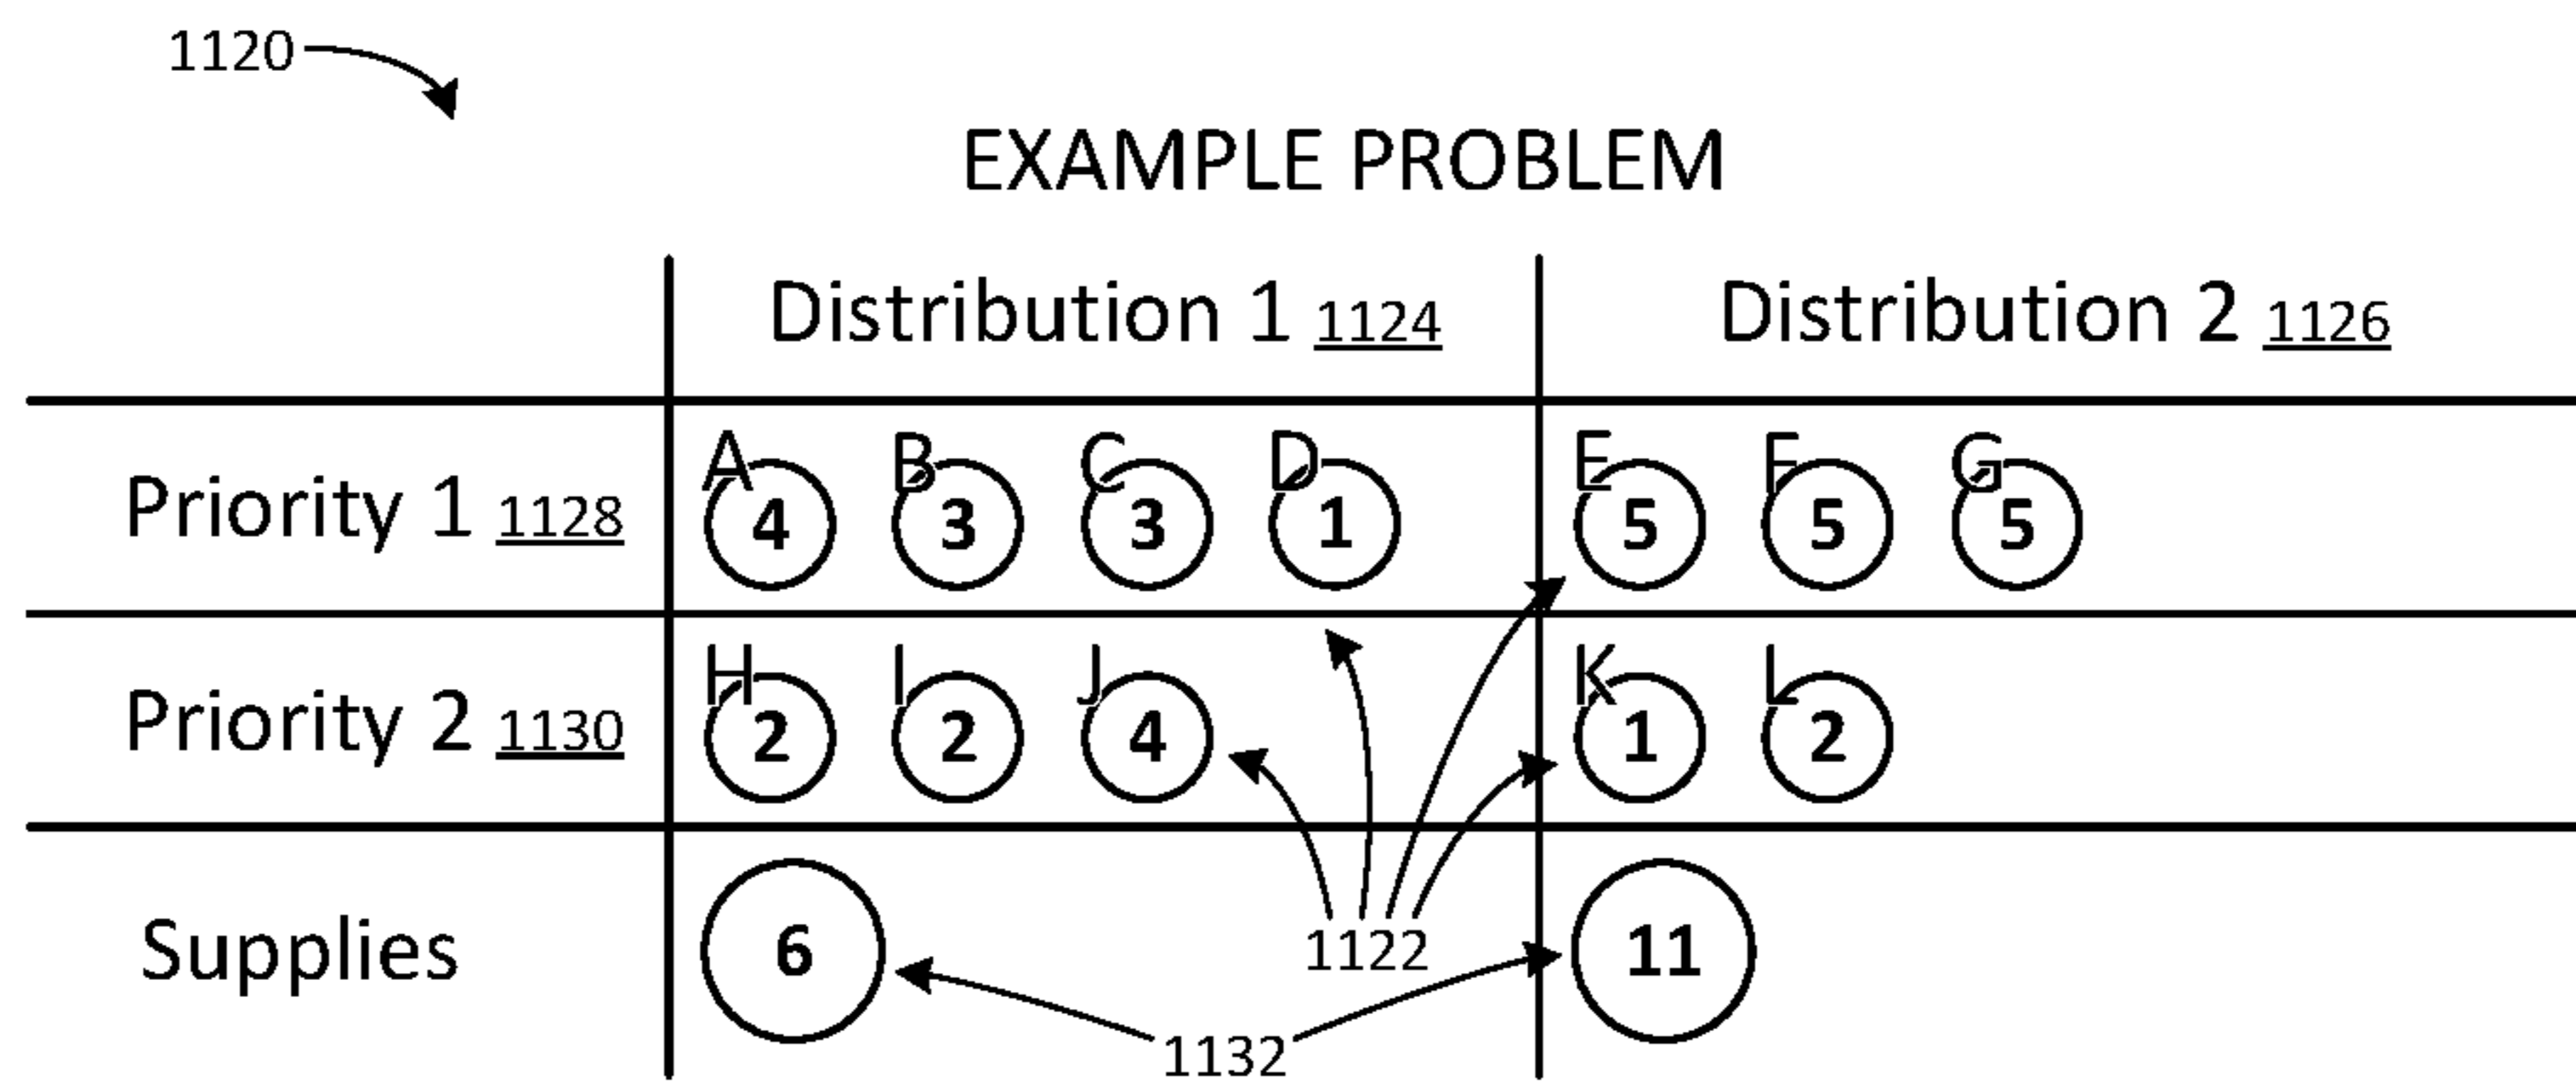 1120
EXAMPLE PROBLEM
Distribution 1 1124 Distribution 2 1126
A B C D E F G
Priority 1 1128 4 3 3 1 5 5 5
H I J K L
Priority 2 1130 2 2 4 1 2
Supplies 6 1122 11
1132